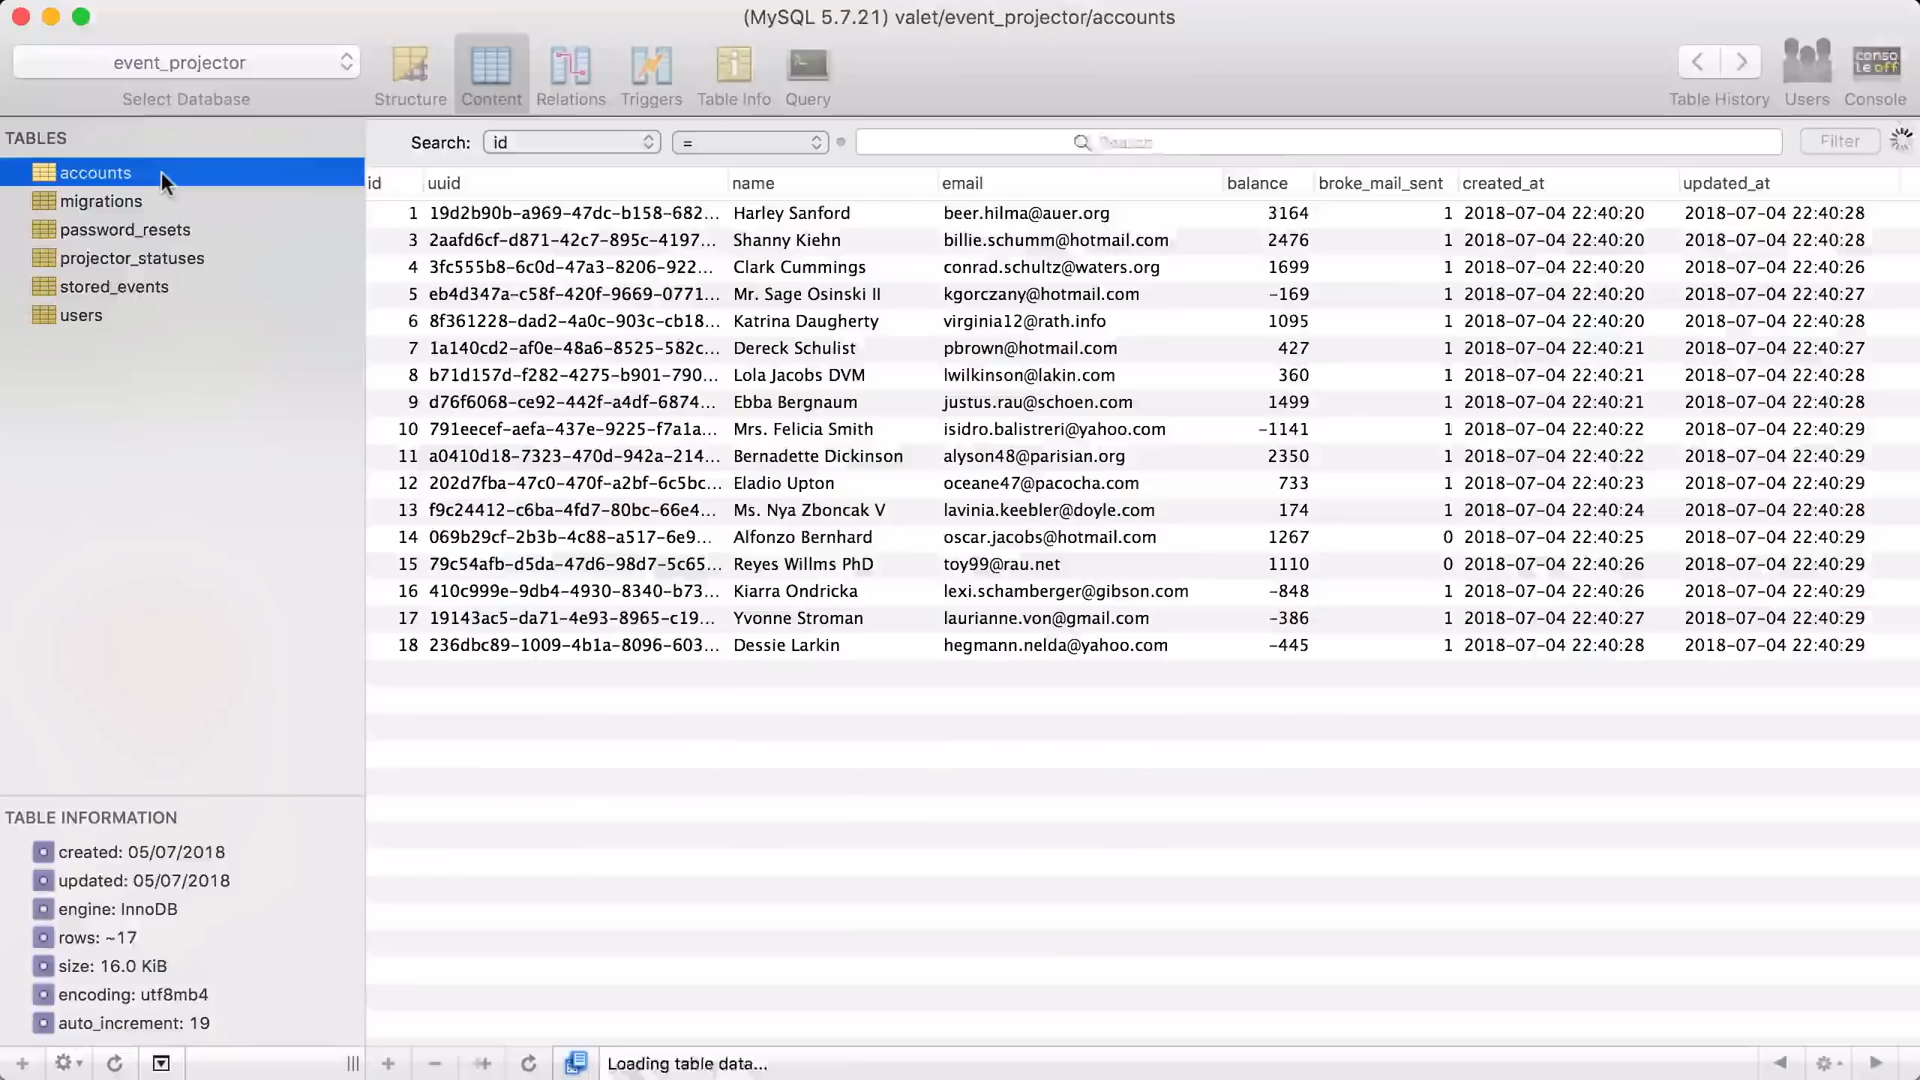 (MySQL 5.7.21) valet/event_projector/accounts
event_projector
Select Database
Structure Content Relations Triggers Table Info Query
Table History Users Console
conso
le off
TABLES
accounts
migrations
password_resets
projector_statuses
stored_events
users
Search: id = Search Filter
id uuid name email balance broke_mail_sent created_at updated_at
1 19d2b90b-a969-47dc-b158-682... Harley Sanford beer.hilma@auer.org 3164 1 2018-07-04 22:40:20 2018-07-04 22:40:28
3 2aafd6cf-d871-42c7-895c-4197... Shanny Kiehn billie.schumm@hotmail.com 2476 1 2018-07-04 22:40:20 2018-07-04 22:40:28
4 3fc555b8-6c0d-47a3-8206-922... Clark Cummings conrad.schultz@waters.org 1699 1 2018-07-04 22:40:20 2018-07-04 22:40:26
5 eb4d347a-c58f-420f-9669-0771... Mr. Sage Osinski II kgorczany@hotmail.com -169 1 2018-07-04 22:40:20 2018-07-04 22:40:27
6 8f361228-dad2-4a0c-903c-cb18... Katrina Daugherty virginia12@rath.info 1095 1 2018-07-04 22:40:20 2018-07-04 22:40:28
7 1a140cd2-af0e-48a6-8525-582c... Dereck Schulist pbrown@hotmail.com 427 1 2018-07-04 22:40:21 2018-07-04 22:40:27
8 b71d157d-f282-4275-b901-790... Lola Jacobs DVM lwilkinson@lakin.com 360 1 2018-07-04 22:40:21 2018-07-04 22:40:28
9 d76f6068-ce92-442f-a4df-6874... Ebba Bergnaum justus.rau@schoen.com 1499 1 2018-07-04 22:40:21 2018-07-04 22:40:28
10 791eecef-aefa-437e-9225-f7a1a... Mrs. Felicia Smith isidro.balistreri@yahoo.com -1141 1 2018-07-04 22:40:22 2018-07-04 22:40:29
11 a0410d18-7323-470d-942a-214... Bernadette Dickinson alyson48@parisian.org 2350 1 2018-07-04 22:40:22 2018-07-04 22:40:29
12 202d7fba-47c0-470f-a2bf-6c5bc... Eladio Upton oceane47@pacocha.com 733 1 2018-07-04 22:40:23 2018-07-04 22:40:29
13 f9c24412-c6ba-4fd7-80bc-66e4... Ms. Nya Zboncak V lavinia.keebler@doyle.com 174 1 2018-07-04 22:40:24 2018-07-04 22:40:28
14 069b29cf-2b3b-4c88-a517-6e9... Alfonzo Bernhard oscar.jacobs@hotmail.com 1267 0 2018-07-04 22:40:25 2018-07-04 22:40:29
15 79c54afb-d5da-47d6-98d7-5c65... Reyes Willms PhD toy99@rau.net 1110 0 2018-07-04 22:40:26 2018-07-04 22:40:29
16 410c999e-9db4-4930-8340-b73... Kiarra Ondricka lexi.schamberger@gibson.com -848 1 2018-07-04 22:40:26 2018-07-04 22:40:29
17 19143ac5-da71-4e93-8965-c19... Yvonne Stroman laurianne.von@gmail.com -386 1 2018-07-04 22:40:27 2018-07-04 22:40:29
18 236dbc89-1009-4b1a-8096-603... Dessie Larkin hegmann.nelda@yahoo.com -445 1 2018-07-04 22:40:28 2018-07-04 22:40:29
TABLE INFORMATION
created: 05/07/2018
updated: 05/07/2018
engine: InnoDB
rows: ~17
size: 16.0 KiB
encoding: utf8mb4
auto_increment: 19
Loading table data...